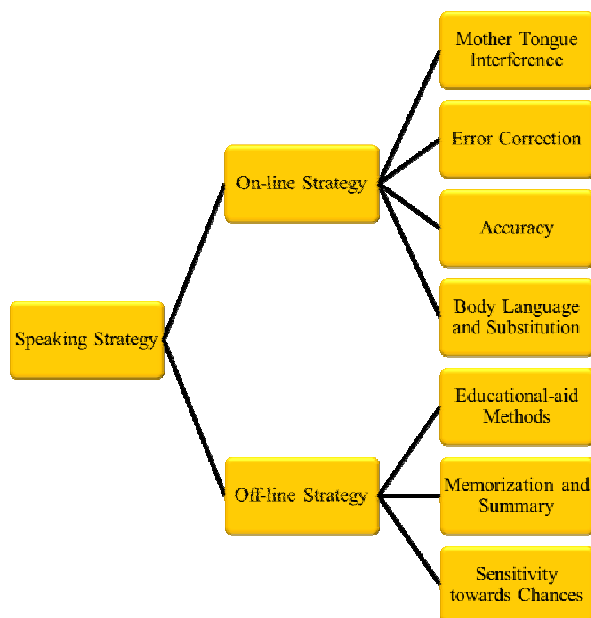 Speaking Strategy
On-line Strategy
Mother Tongue
Interference
Error Correction
Accuracy
Body Language
and Substitution
Off-line Strategy
Educational-aid
Methods
Memorization and
Summary
Sensitivity
towards Chances